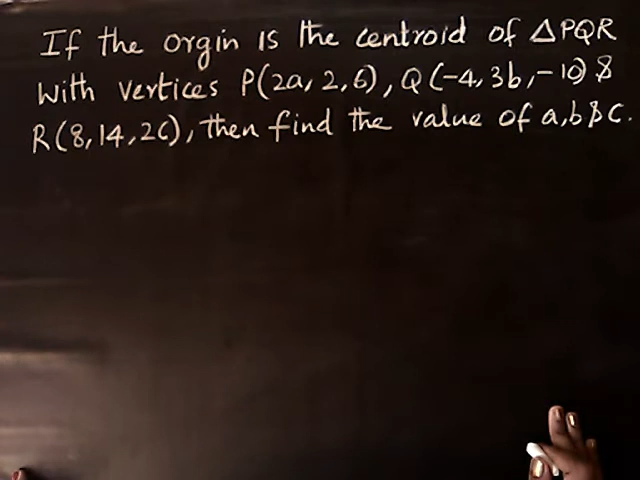 If the orgin is the centroid of △PQR
With vertices P(2a, 2, 6), Q(-4, 3b, -10) &
R(8, 14, 2c), then find the value of a, b & c.